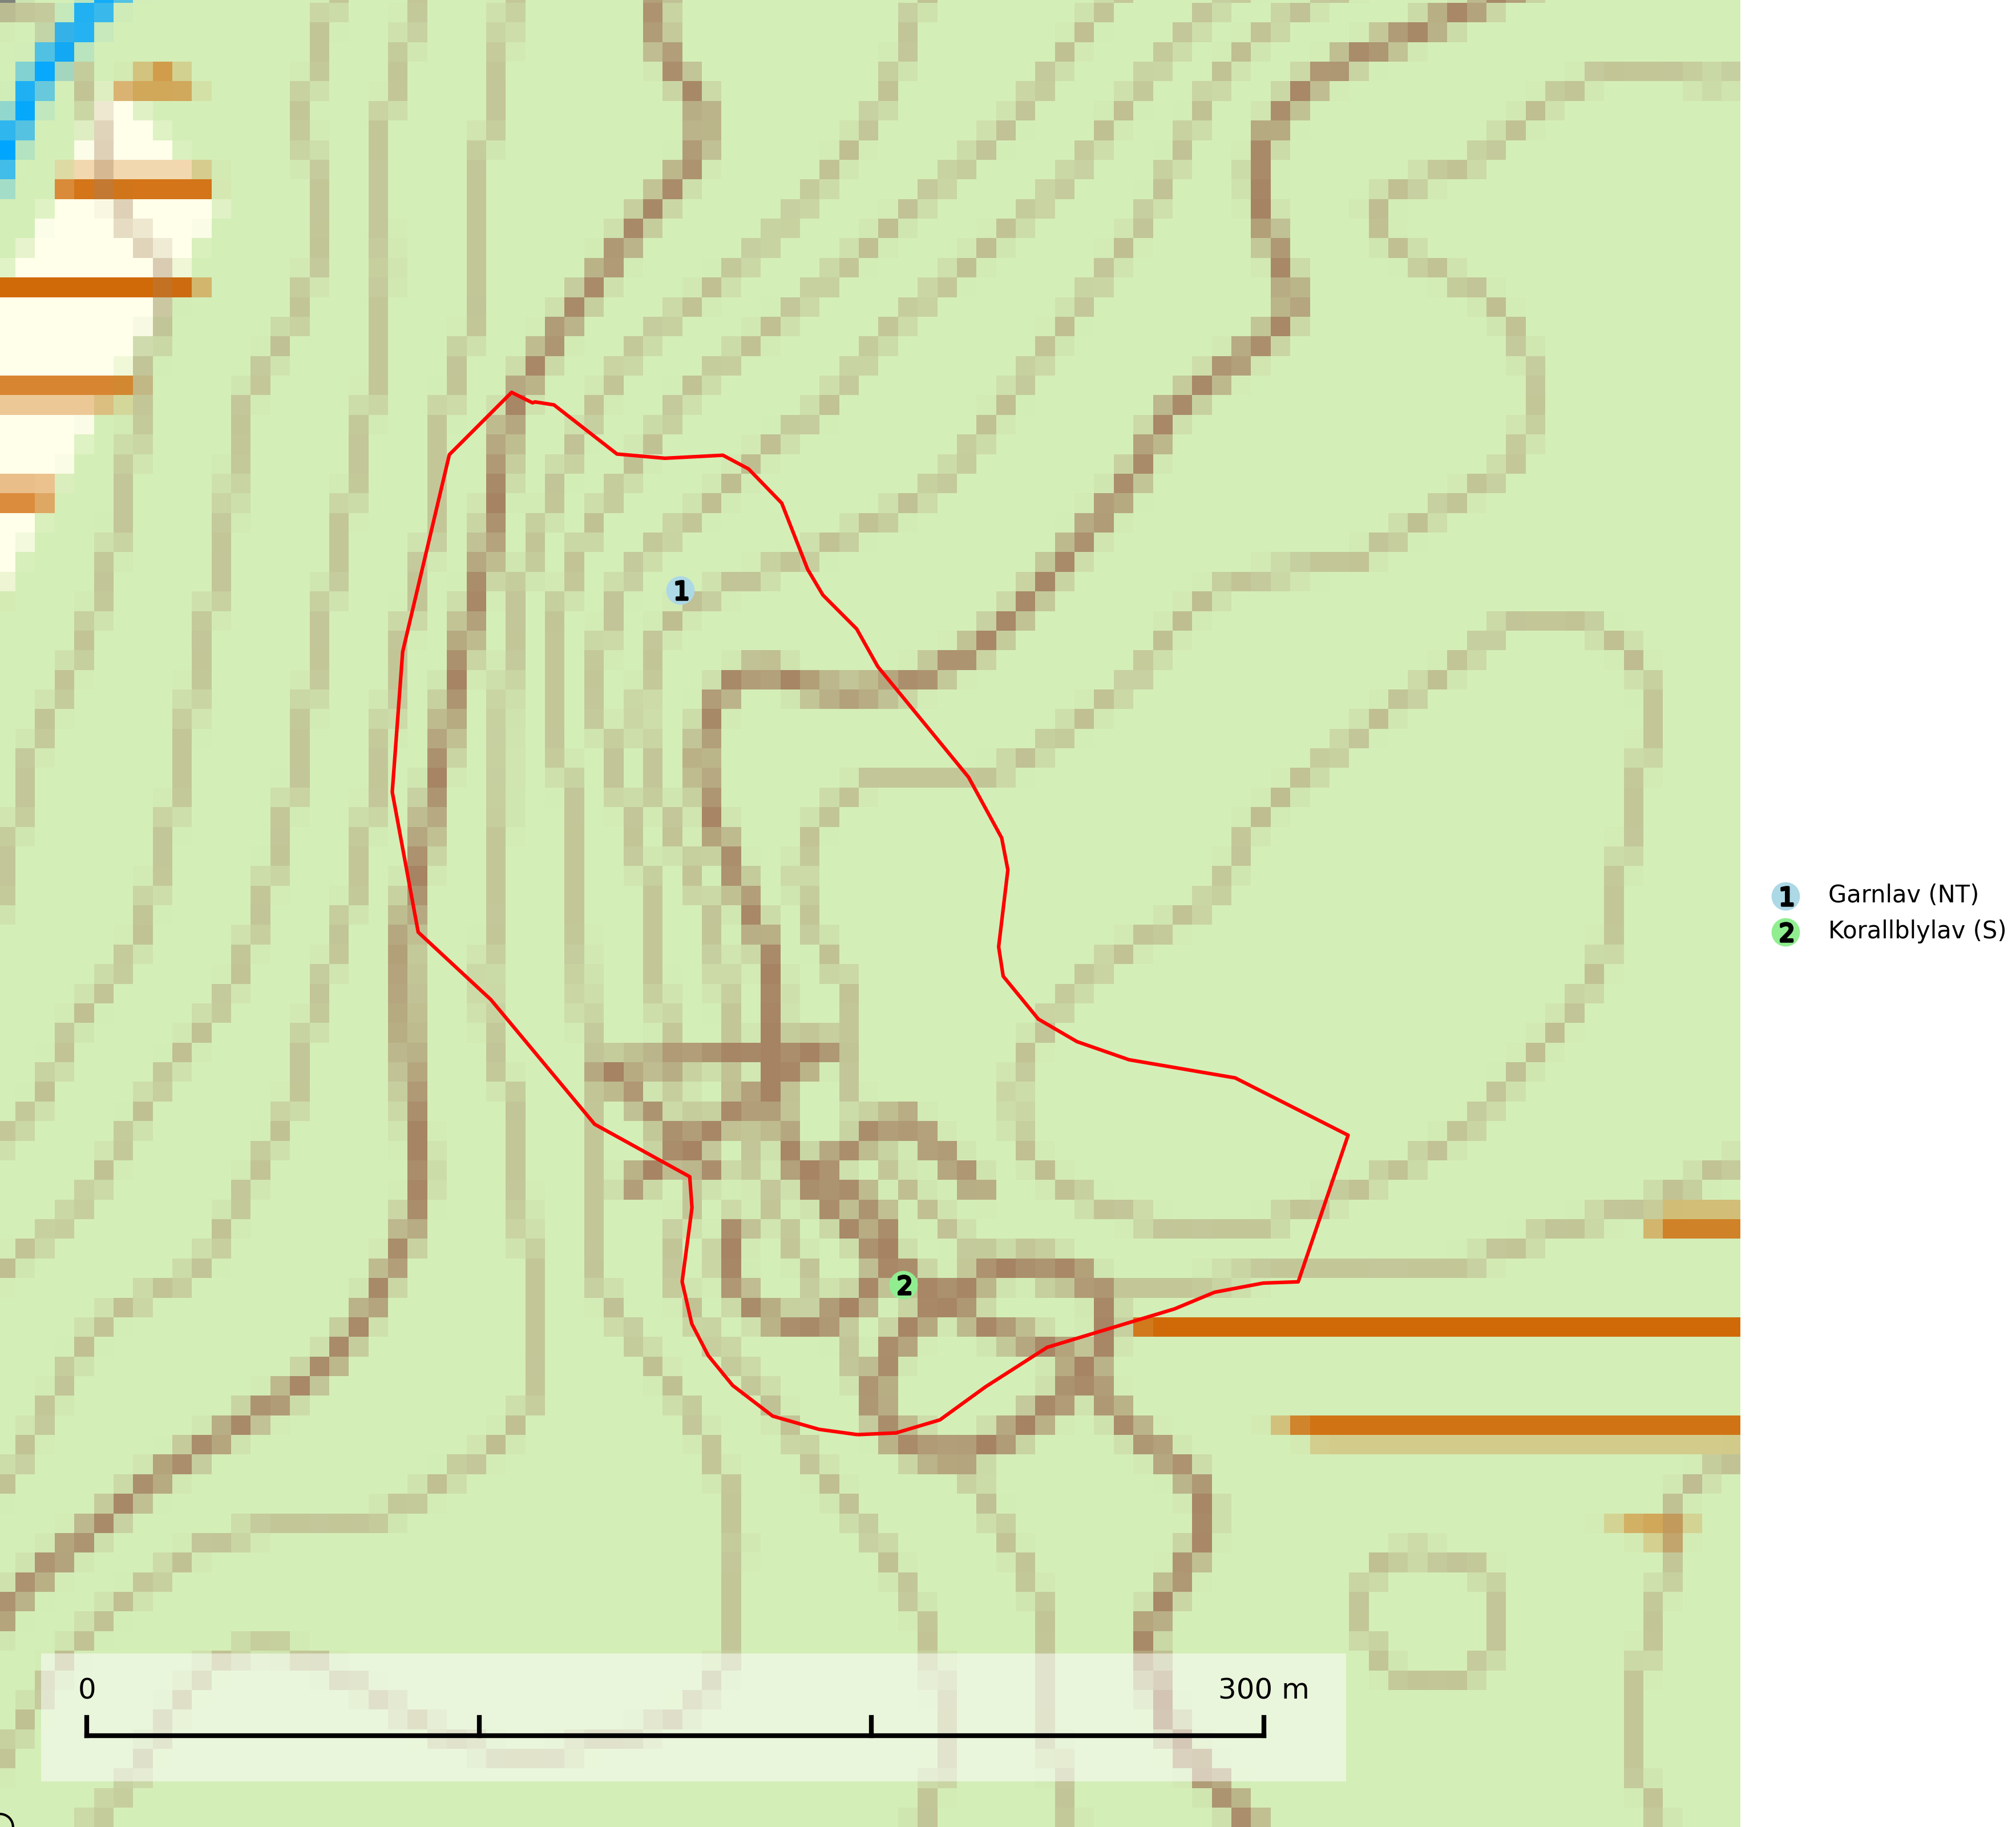 1
2
1 Garnlav (NT)
2 Korallblylav (S)
0 300 m